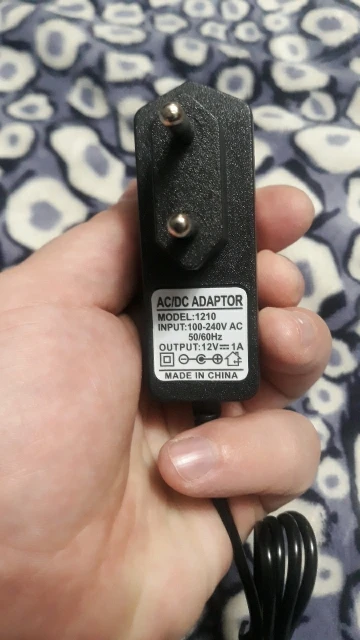 AC/DC ADAPTOR
MODEL:1210
INPUT:100-240V AC
50/60Hz
OUTPUT:12V⎓1A
MADE IN CHINA